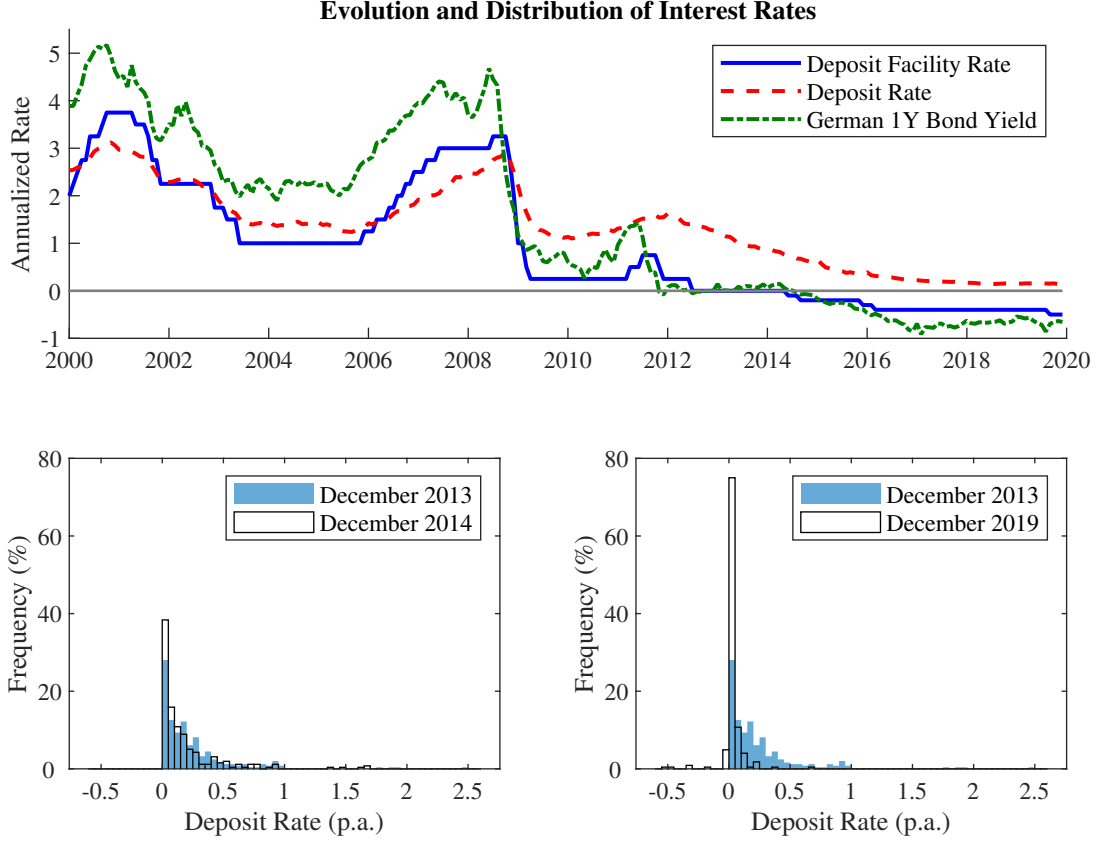 Evolution and Distribution of Interest Rates
Annualized Rate
5
4
3
2
1
0
-1
2000 2002 2004 2006 2008 2010 2012 2014 2016 2018 2020
Deposit Facility Rate
Deposit Rate
German 1Y Bond Yield
Frequency (%)
80
60
40
20
0
-0.5 0 0.5 1 1.5 2 2.5
Deposit Rate (p.a.)
December 2013
December 2014
Frequency (%)
80
60
40
20
0
-0.5 0 0.5 1 1.5 2 2.5
Deposit Rate (p.a.)
December 2013
December 2019